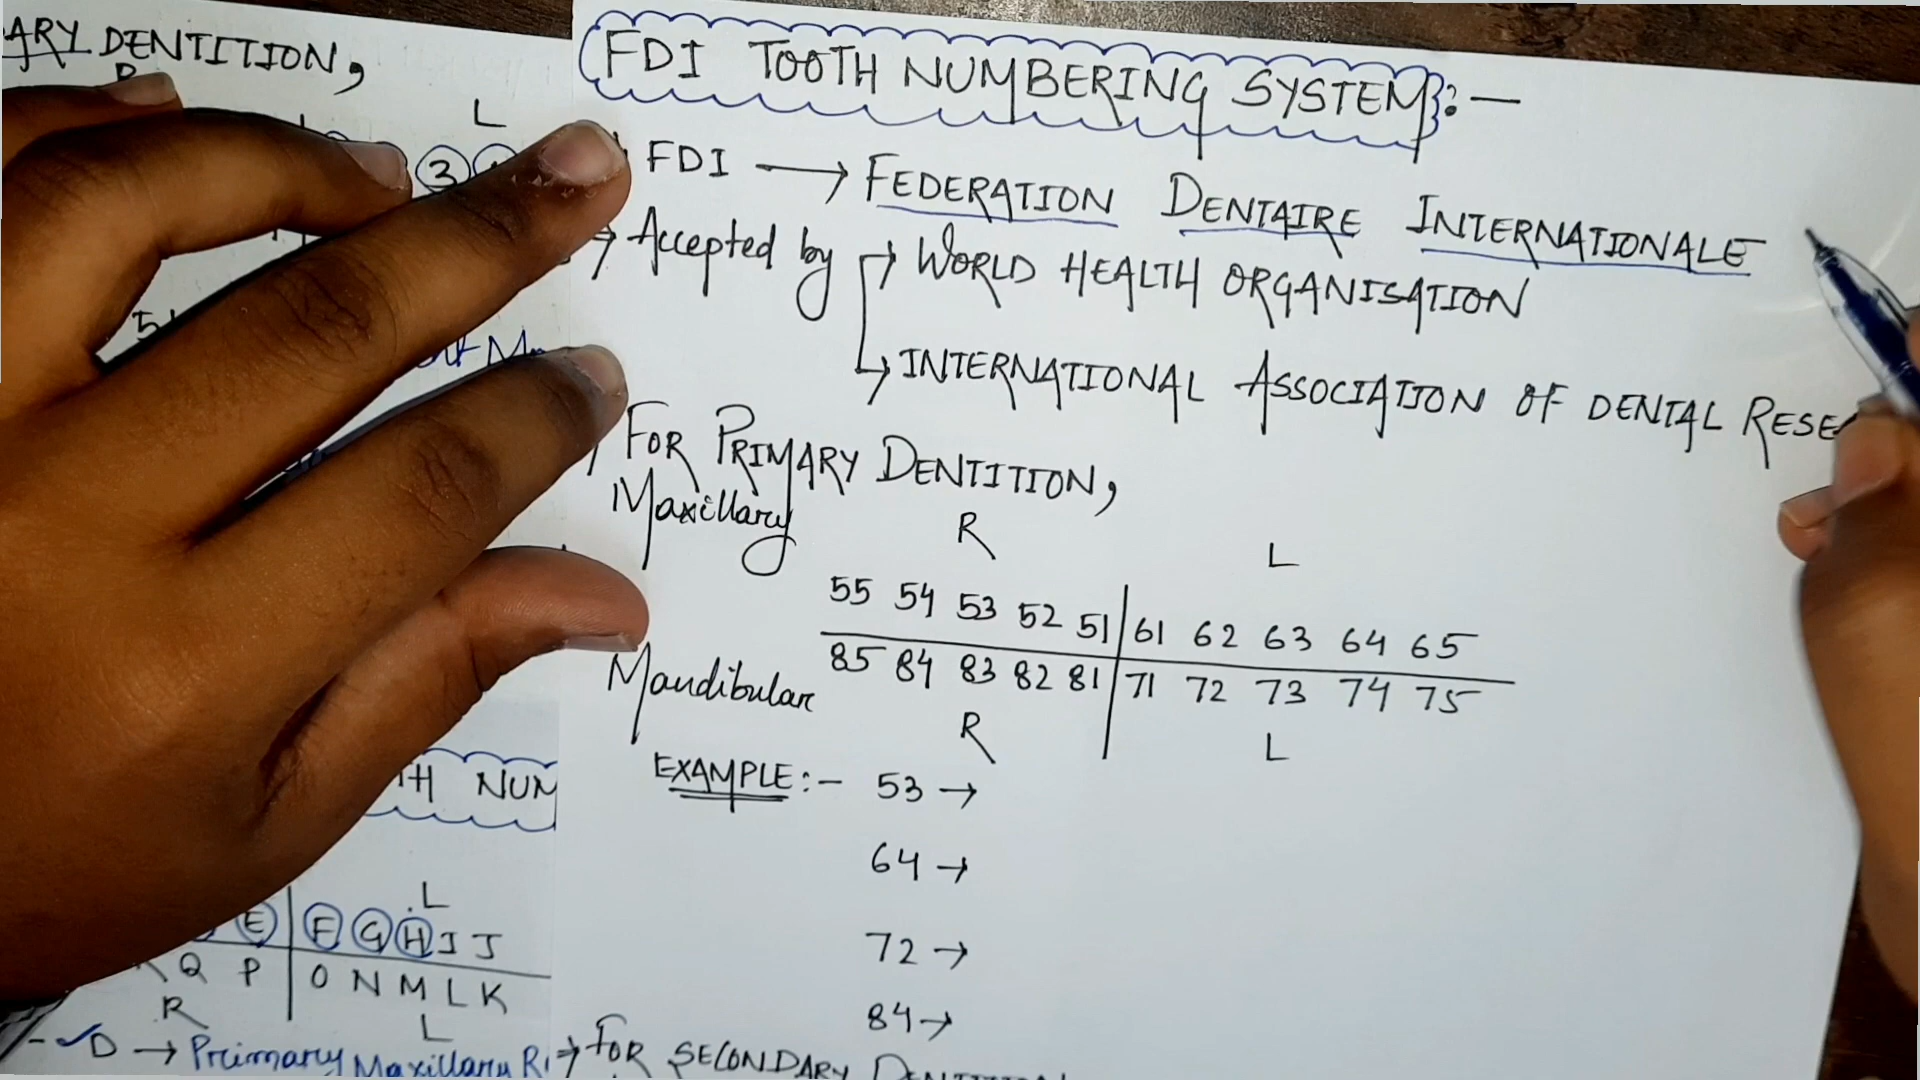 ARY DENTITION,
R
L
3
FDI TOOTH NUMBERING SYSTEM:-
FDI → FEDERATION DENTAIRE INTERNATIONALE
→ Accepted by → WORLD HEALTH ORGANISATION
→ INTERNATIONAL ASSOCIATION OF DENTAL RESE
FOR PRIMARY DENTITION,
Maxillary
R L
55 54 53 52 51 | 61 62 63 64 65
Mandibular 85 84 83 82 81 | 71 72 73 74 75
R L
EXAMPLE:- 53 →
64 →
72 →
84 →
→ FOR SECONDARY
TH NUM
L
E | F G H I J
Q P | O N M L K
R L
- D → Primary Maxillary Ri